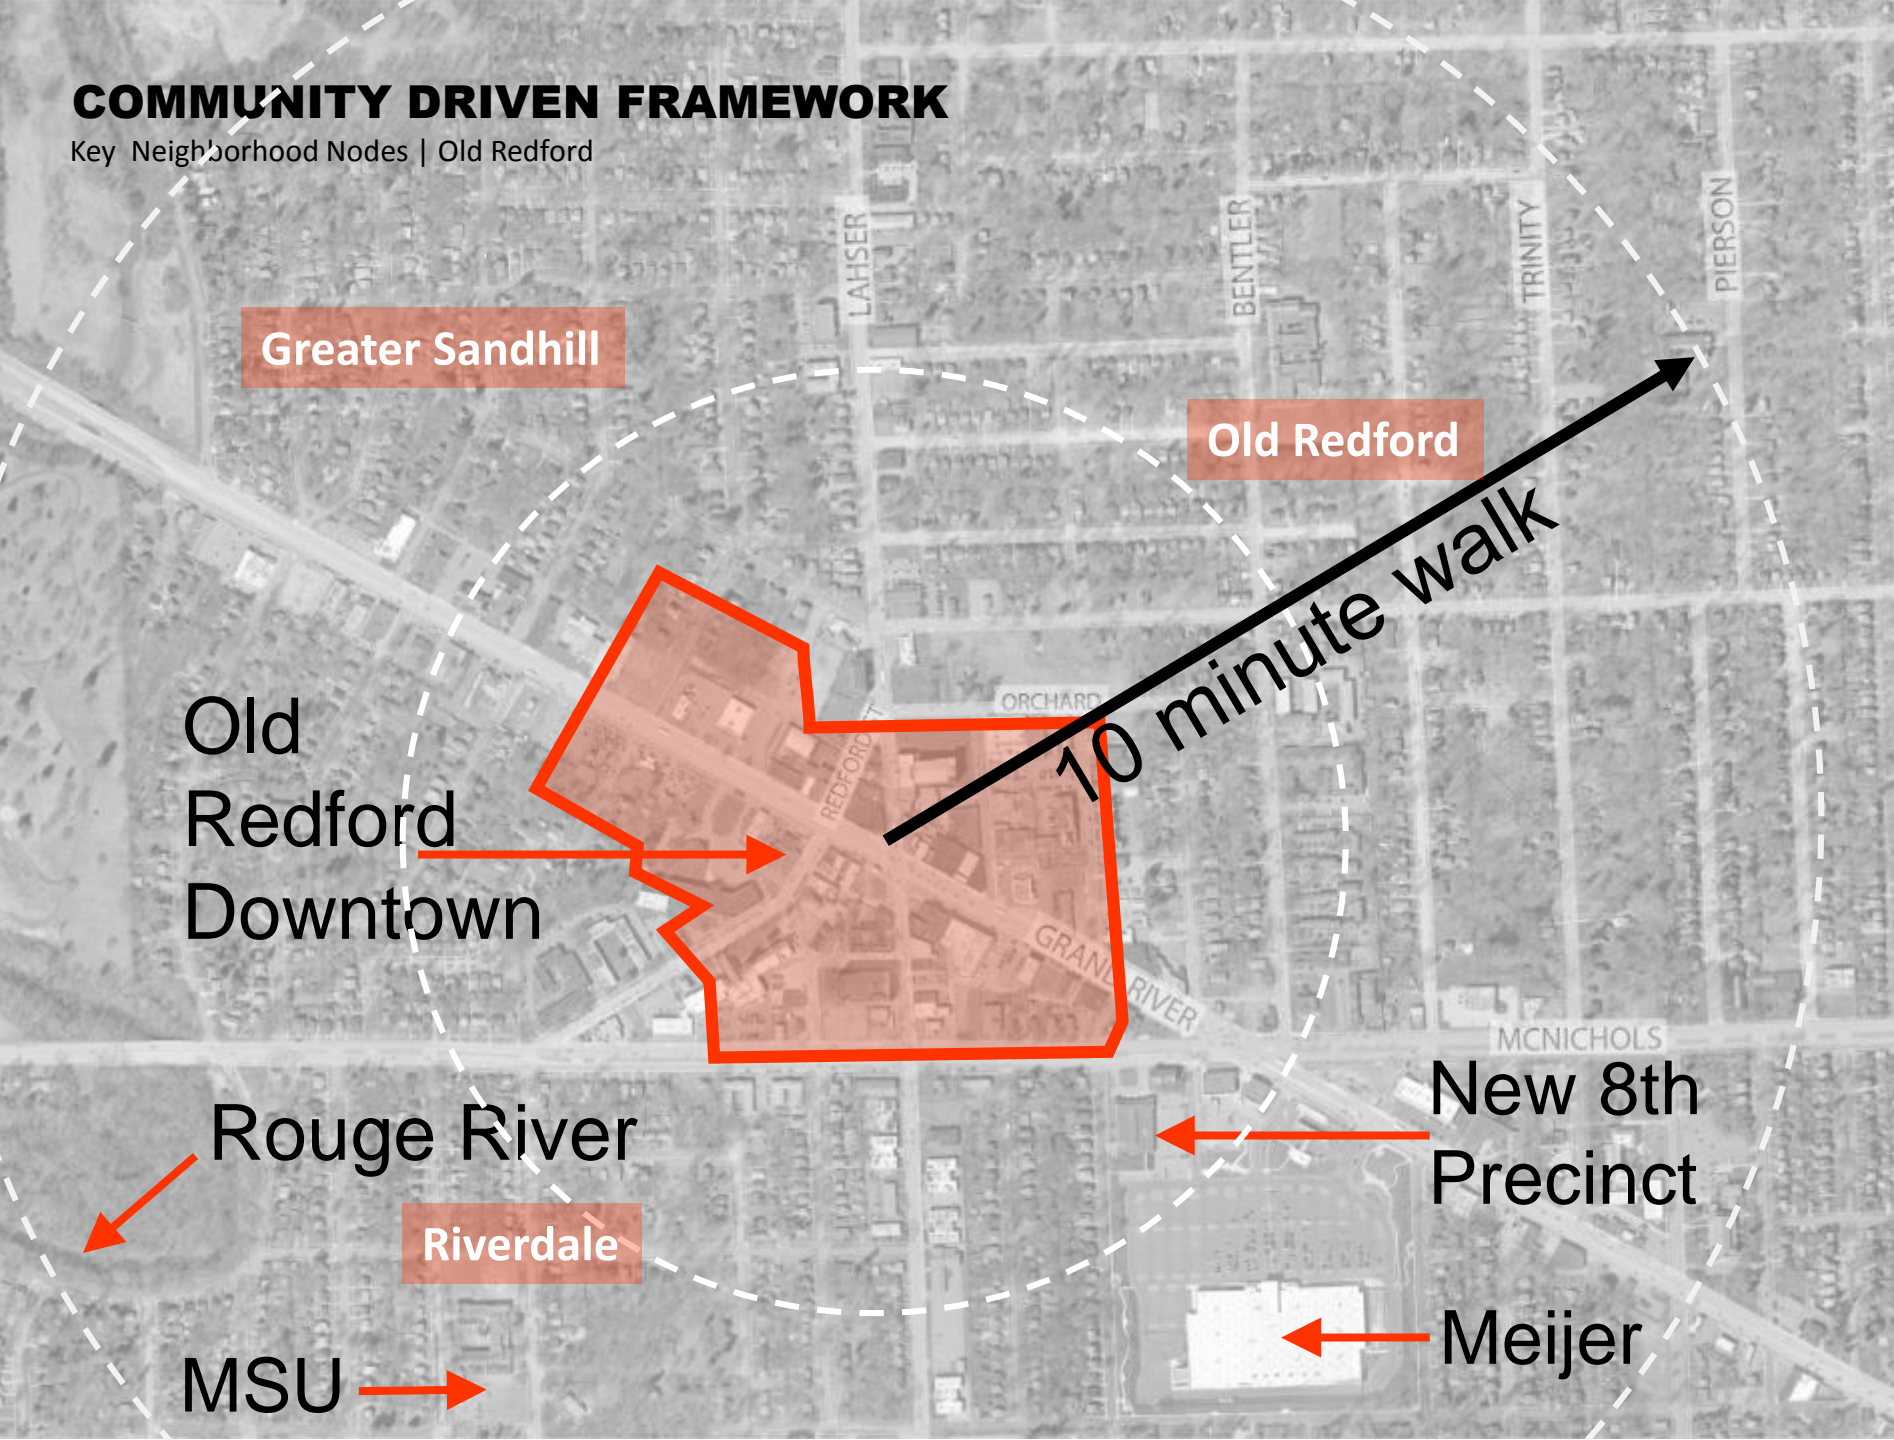 COMMUNITY DRIVEN FRAMEWORK
Key Neighborhood Nodes | Old Redford
LAHSER
BENTLER
TRINITY
PIERSON
Greater Sandhill
Old Redford
10 minute walk
ORCHARD
REDFORD ST
Old
Redford
Downtown
GRAND RIVER
MCNICHOLS
New 8th
Precinct
Rouge River
Riverdale
Meijer
MSU